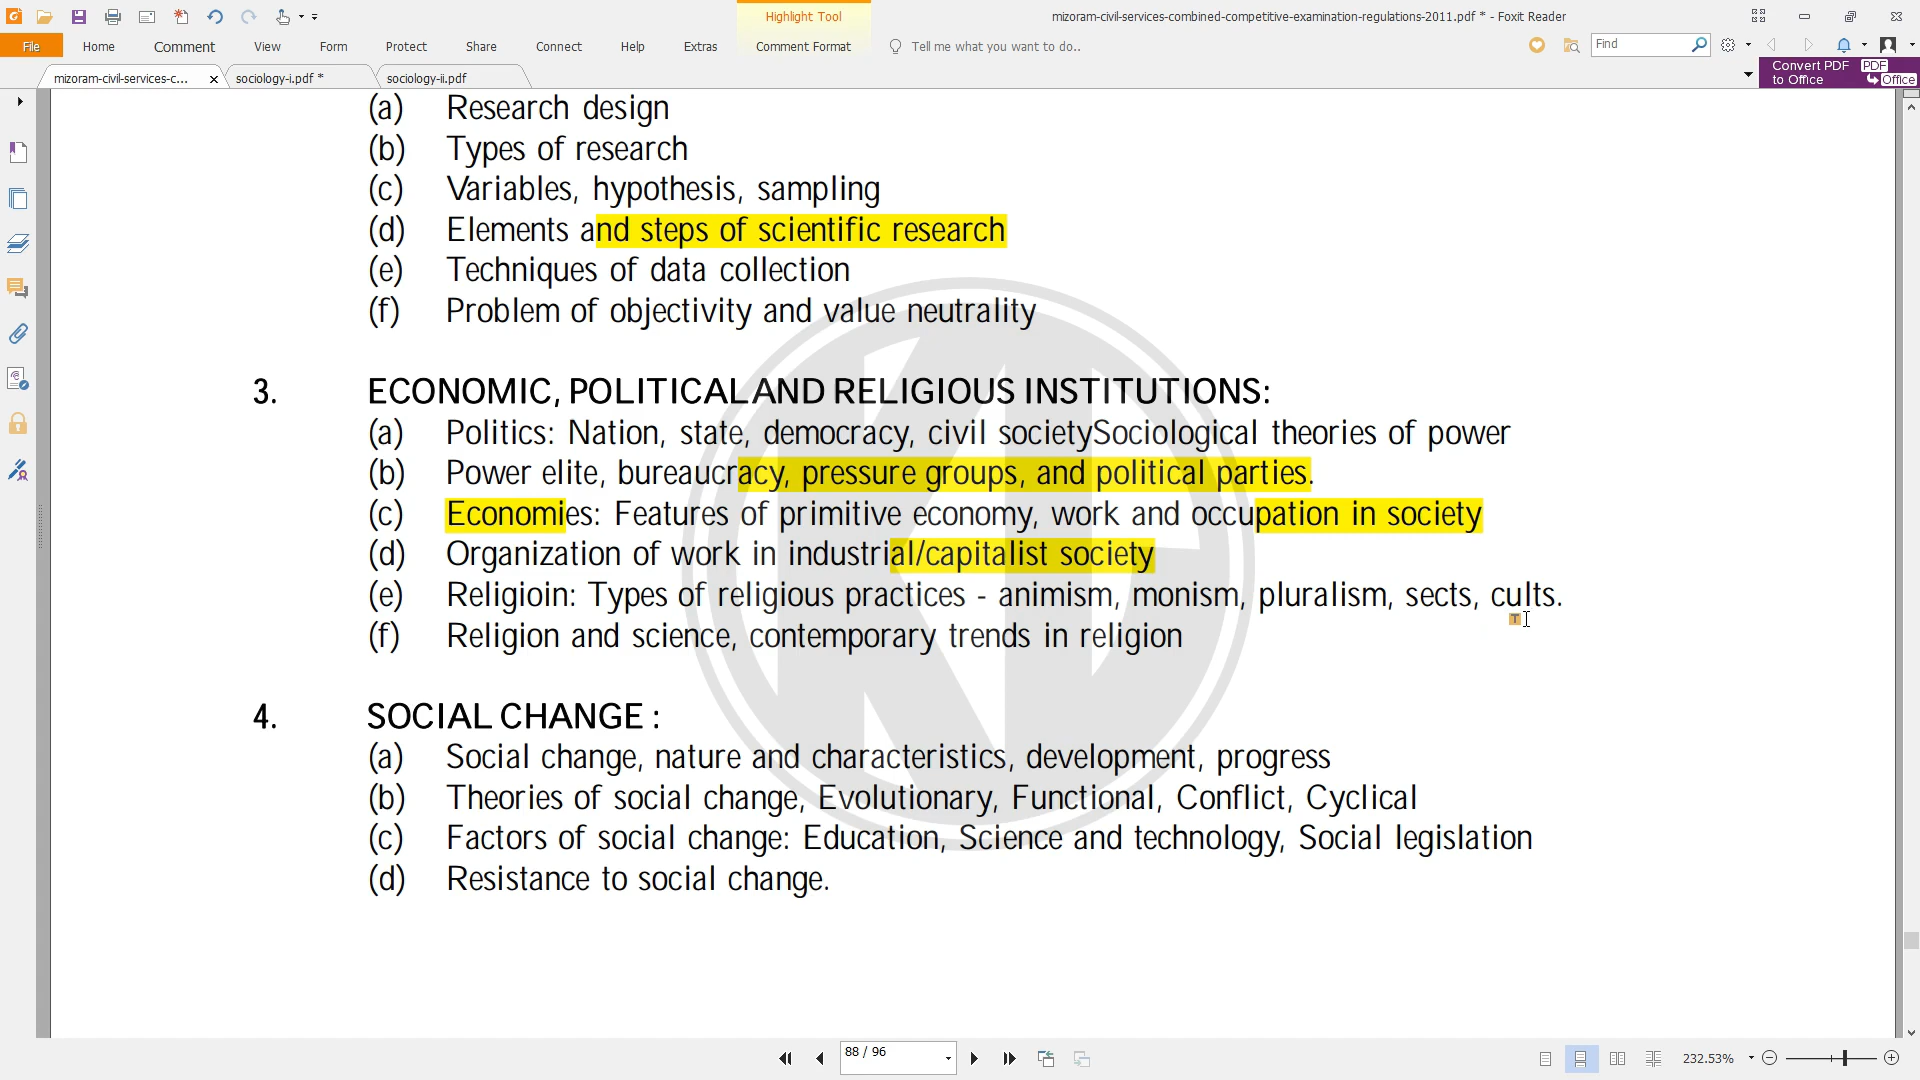 Highlight Tool
mizoram-civil-services-combined-competitive-examination-regulations-2011.pdf * - Foxit Reader
File Home Comment View Form Protect Share Connect Help Extras Comment Format Tell me what you want to do.. Find
mizoram-civil-services-c... sociology-i.pdf * sociology-ii.pdf
Convert PDF to Office PDF Office
(a) Research design
(b) Types of research
(c) Variables, hypothesis, sampling
(d) Elements and steps of scientific research
(e) Techniques of data collection
(f) Problem of objectivity and value neutrality
3. ECONOMIC, POLITICAL AND RELIGIOUS INSTITUTIONS:
(a) Politics: Nation, state, democracy, civil societySociological theories of power
(b) Power elite, bureaucracy, pressure groups, and political parties.
(c) Economies: Features of primitive economy, work and occupation in society
(d) Organization of work in industrial/capitalist society
(e) Religioin: Types of religious practices - animism, monism, pluralism, sects, cults.
(f) Religion and science, contemporary trends in religion
4. SOCIAL CHANGE :
(a) Social change, nature and characteristics, development, progress
(b) Theories of social change, Evolutionary, Functional, Conflict, Cyclical
(c) Factors of social change: Education, Science and technology, Social legislation
(d) Resistance to social change.
88 / 96
232.53%